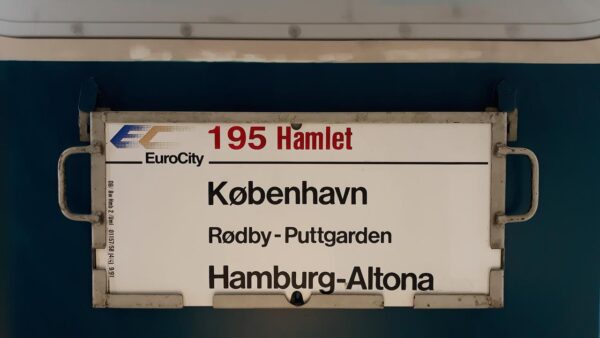 195 Hamlet
EC
EuroCity
København
Rødby-Puttgarden
Hamburg-Altona